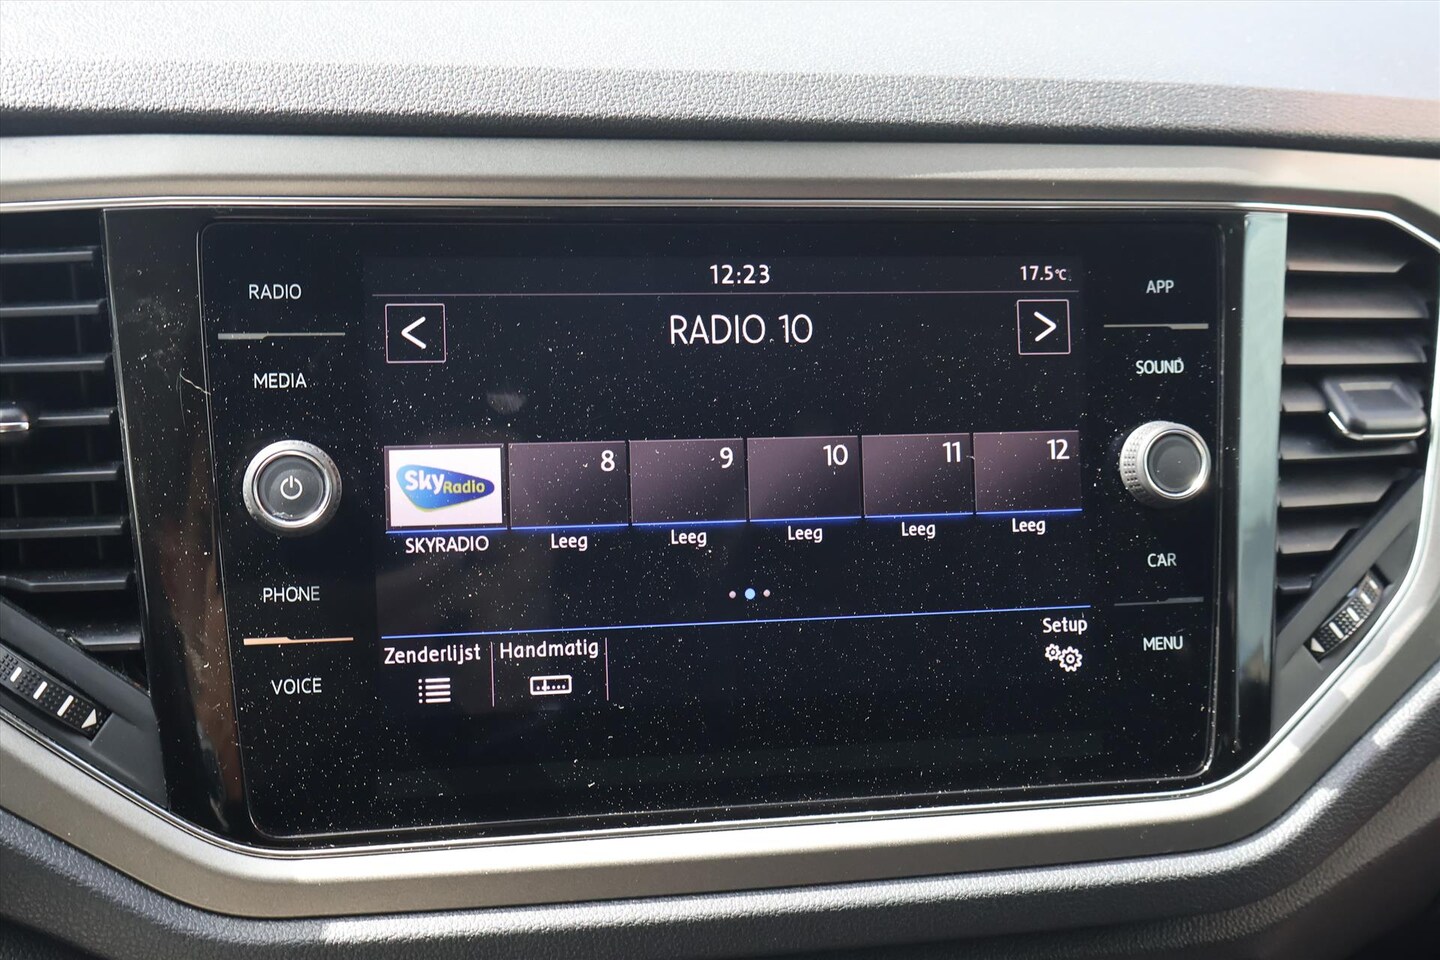 12:23
17.5°C
RADIO
APP
<
RADIO 10
>
MEDIA
SOUND
Sky Radio
8
9
10
11
12
SKYRADIO
Leeg
Leeg
Leeg
Leeg
Leeg
PHONE
CAR
Zenderlijst
Handmatig
Setup
VOICE
MENU